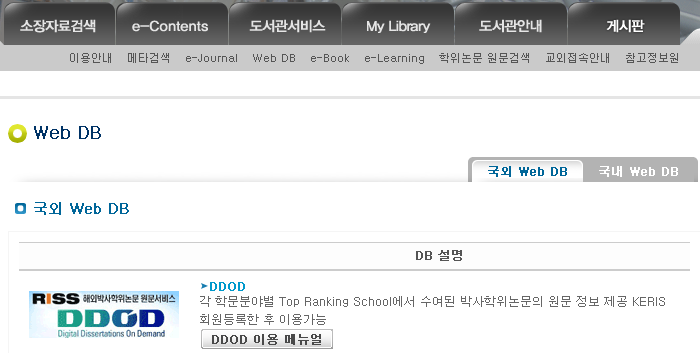 소장자료검색 e-Contents 도서관서비스 My Library 도서관안내 게시판
이용안내 메타검색 e-Journal Web DB e-Book e-Learning 학위논문 원문검색 교외접속안내 참고정보원
Web DB
국외 Web DB 국내 Web DB
국외 Web DB
DB 설명
RISS 해외박사학위논문 원문서비스
DDOD
Digital Dissertations On Demand
DDOD
각 학문분야별 Top Ranking School에서 수여된 박사학위논문의 원문 정보 제공 KERIS
회원등록한 후 이용가능
DDOD 이용 메뉴얼